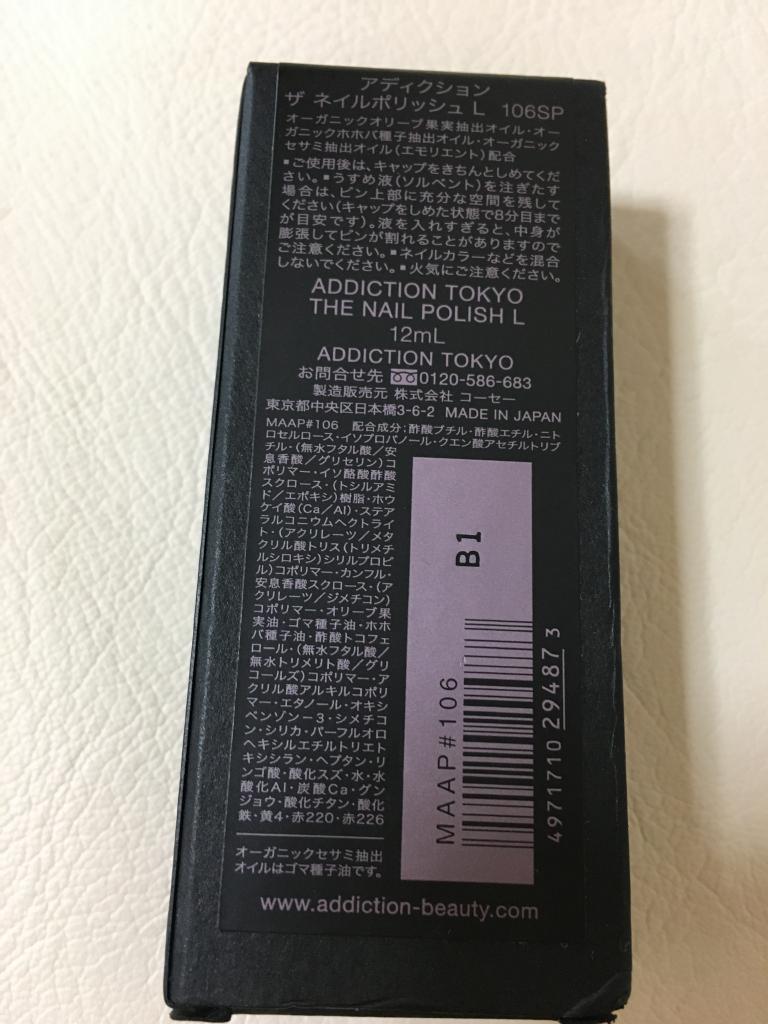 アディクション
ザ ネイルポリッシュ L 106SP
オーガニックオリーブ果実抽出オイル・オー
ガニックホホバ種子抽出オイル・オーガニック
セサミ抽出オイル(エモリエント)配合
▪ご使用後は、キャップをきちんとしめてくだ
さい。▪うすめ液(ソルベント)を注ぎたす
場合は、ビン上部に充分な空間を残して
ください(キャップをしめた状態で8分目まで
が目安です)。液を入れすぎると、中身が
膨張してビンが割れることがありますので
ご注意ください。▪ネイルカラーなどを混合
しないでください。▪火気にご注意ください。
ADDICTION TOKYO
THE NAIL POLISH L
12mL
ADDICTION TOKYO
お問合せ先 0120-586-683
製造販売元 株式会社 コーセー
東京都中央区日本橋3-6-2 MADE IN JAPAN
MAAP#106 配合成分;酢酸ブチル・酢酸エチル・ニト
ロセルロース・イソプロパノール・クエン酸アセチルトリブ
チル・(無水フタル酸/安
息香酸/グリセリン)コ
ポリマー・イソ酪酸酢酸
スクロース・(トシルアミ
ド/エポキシ)樹脂・ホウ
ケイ酸(Ca/Al)・ステア
ラルコニウムヘクトライ
ト・(アクリレーツ/メタ
クリル酸トリス(トリメチ
ルシロキシ)シリルプロピ
ル)コポリマー・カンフル・
安息香酸スクロース・(ア
クリレーツ/ジメチコン)
コポリマー・オリーブ果
実油・ゴマ種子油・ホホ
バ種子油・酢酸トコフェ
ロール・(無水フタル酸/
無水トリメリト酸/グリ
コールズ)コポリマー・ア
クリル酸アルキルコポリ
マー・エタノール・オキシ
ベンゾン-3・シメチコ
ン・シリカ・パーフルオロ
ヘキシルエチルトリエト
キシシラン・ヘプタン・リ
ンゴ酸・酸化スズ・水・水
酸化Al・炭酸Ca・グン
ジョウ・酸化チタン・酸化
鉄・黄4・赤220・赤226
オーガニックセサミ抽出
オイルはゴマ種子油です。
B1
MAAP#106
4971710 294873
www.addiction-beauty.com